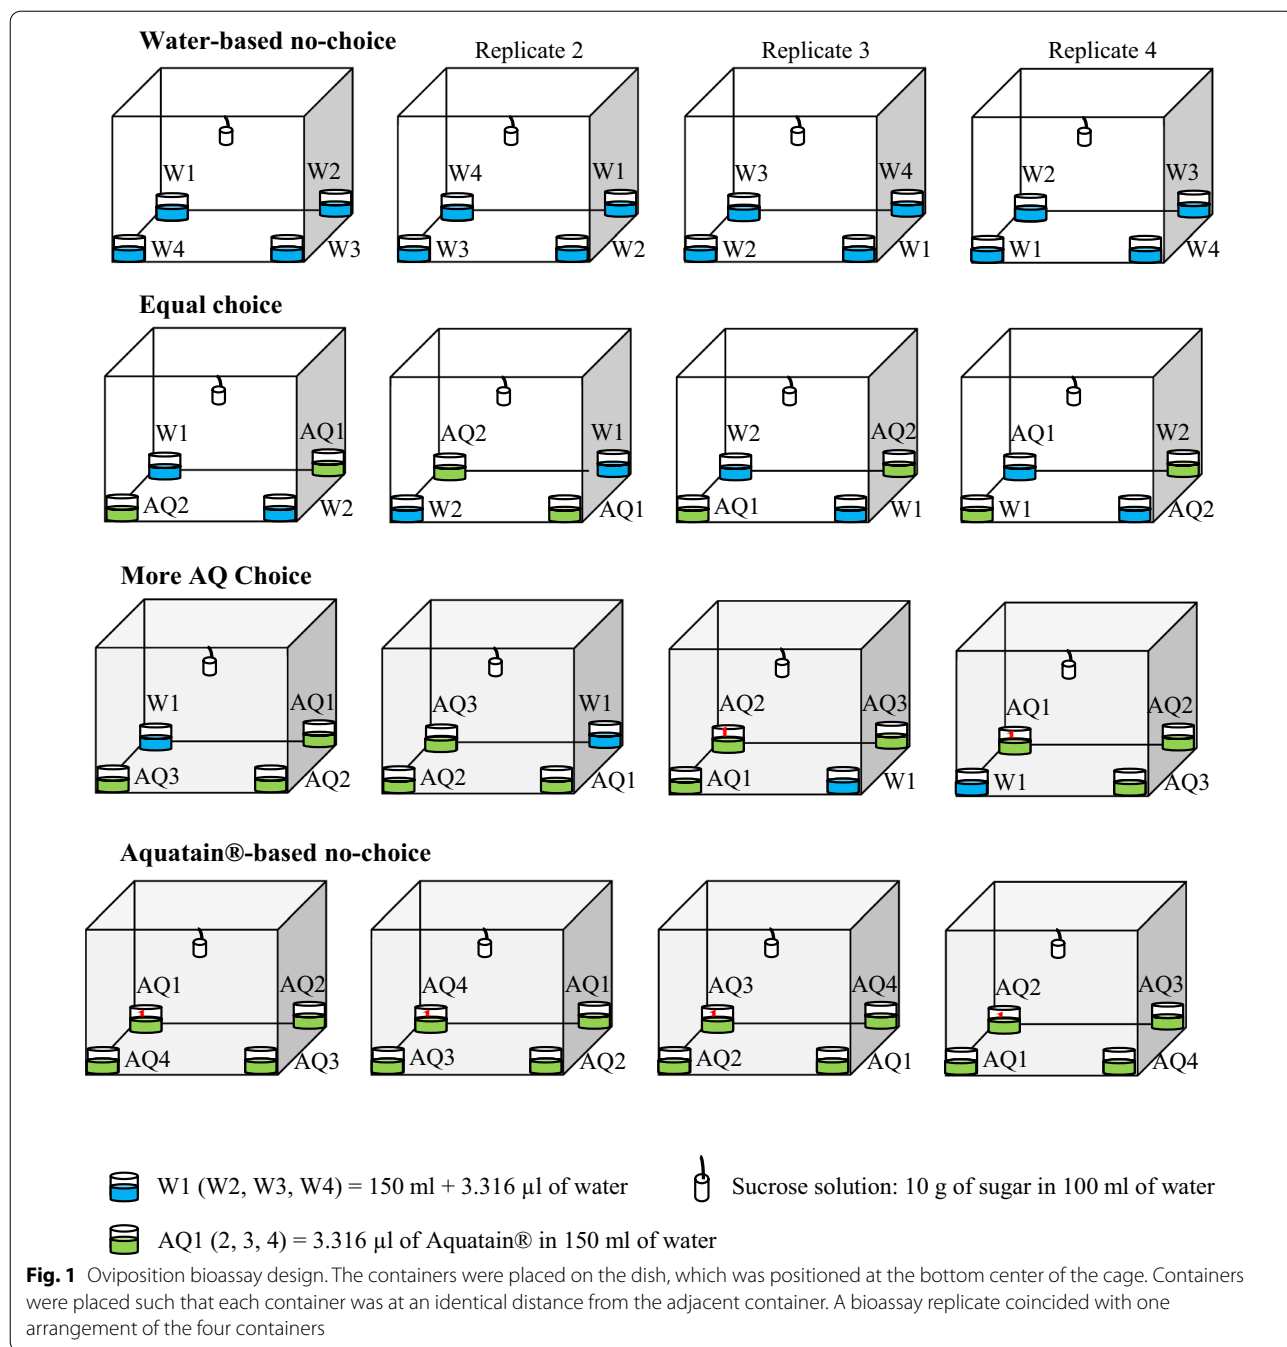 Water-based no-choice
Replicate 2
Replicate 3
Replicate 4
W1 W2 W4 W1 W3 W4 W2 W3
W4 W3 W3 W2 W2 W1 W1 W4
Equal choice
W1 AQ1 AQ2 W1 W2 AQ2 AQ1 W2
AQ2 W2 W2 AQ1 AQ1 W1 W1 AQ2
More AQ Choice
W1 AQ1 AQ3 W1 AQ2 AQ3 AQ1 AQ2
AQ3 AQ2 AQ2 AQ1 AQ1 W1 W1 AQ3
Aquatain®-based no-choice
AQ1 AQ2 AQ4 AQ1 AQ3 AQ4 AQ2 AQ3
AQ4 AQ3 AQ3 AQ2 AQ2 AQ1 AQ1 AQ4
W1 (W2, W3, W4) = 150 ml + 3.316 µl of water
Sucrose solution: 10 g of sugar in 100 ml of water
AQ1 (2, 3, 4) = 3.316 µl of Aquatain® in 150 ml of water
Fig. 1 Oviposition bioassay design. The containers were placed on the dish, which was positioned at the bottom center of the cage. Containers
were placed such that each container was at an identical distance from the adjacent container. A bioassay replicate coincided with one
arrangement of the four containers